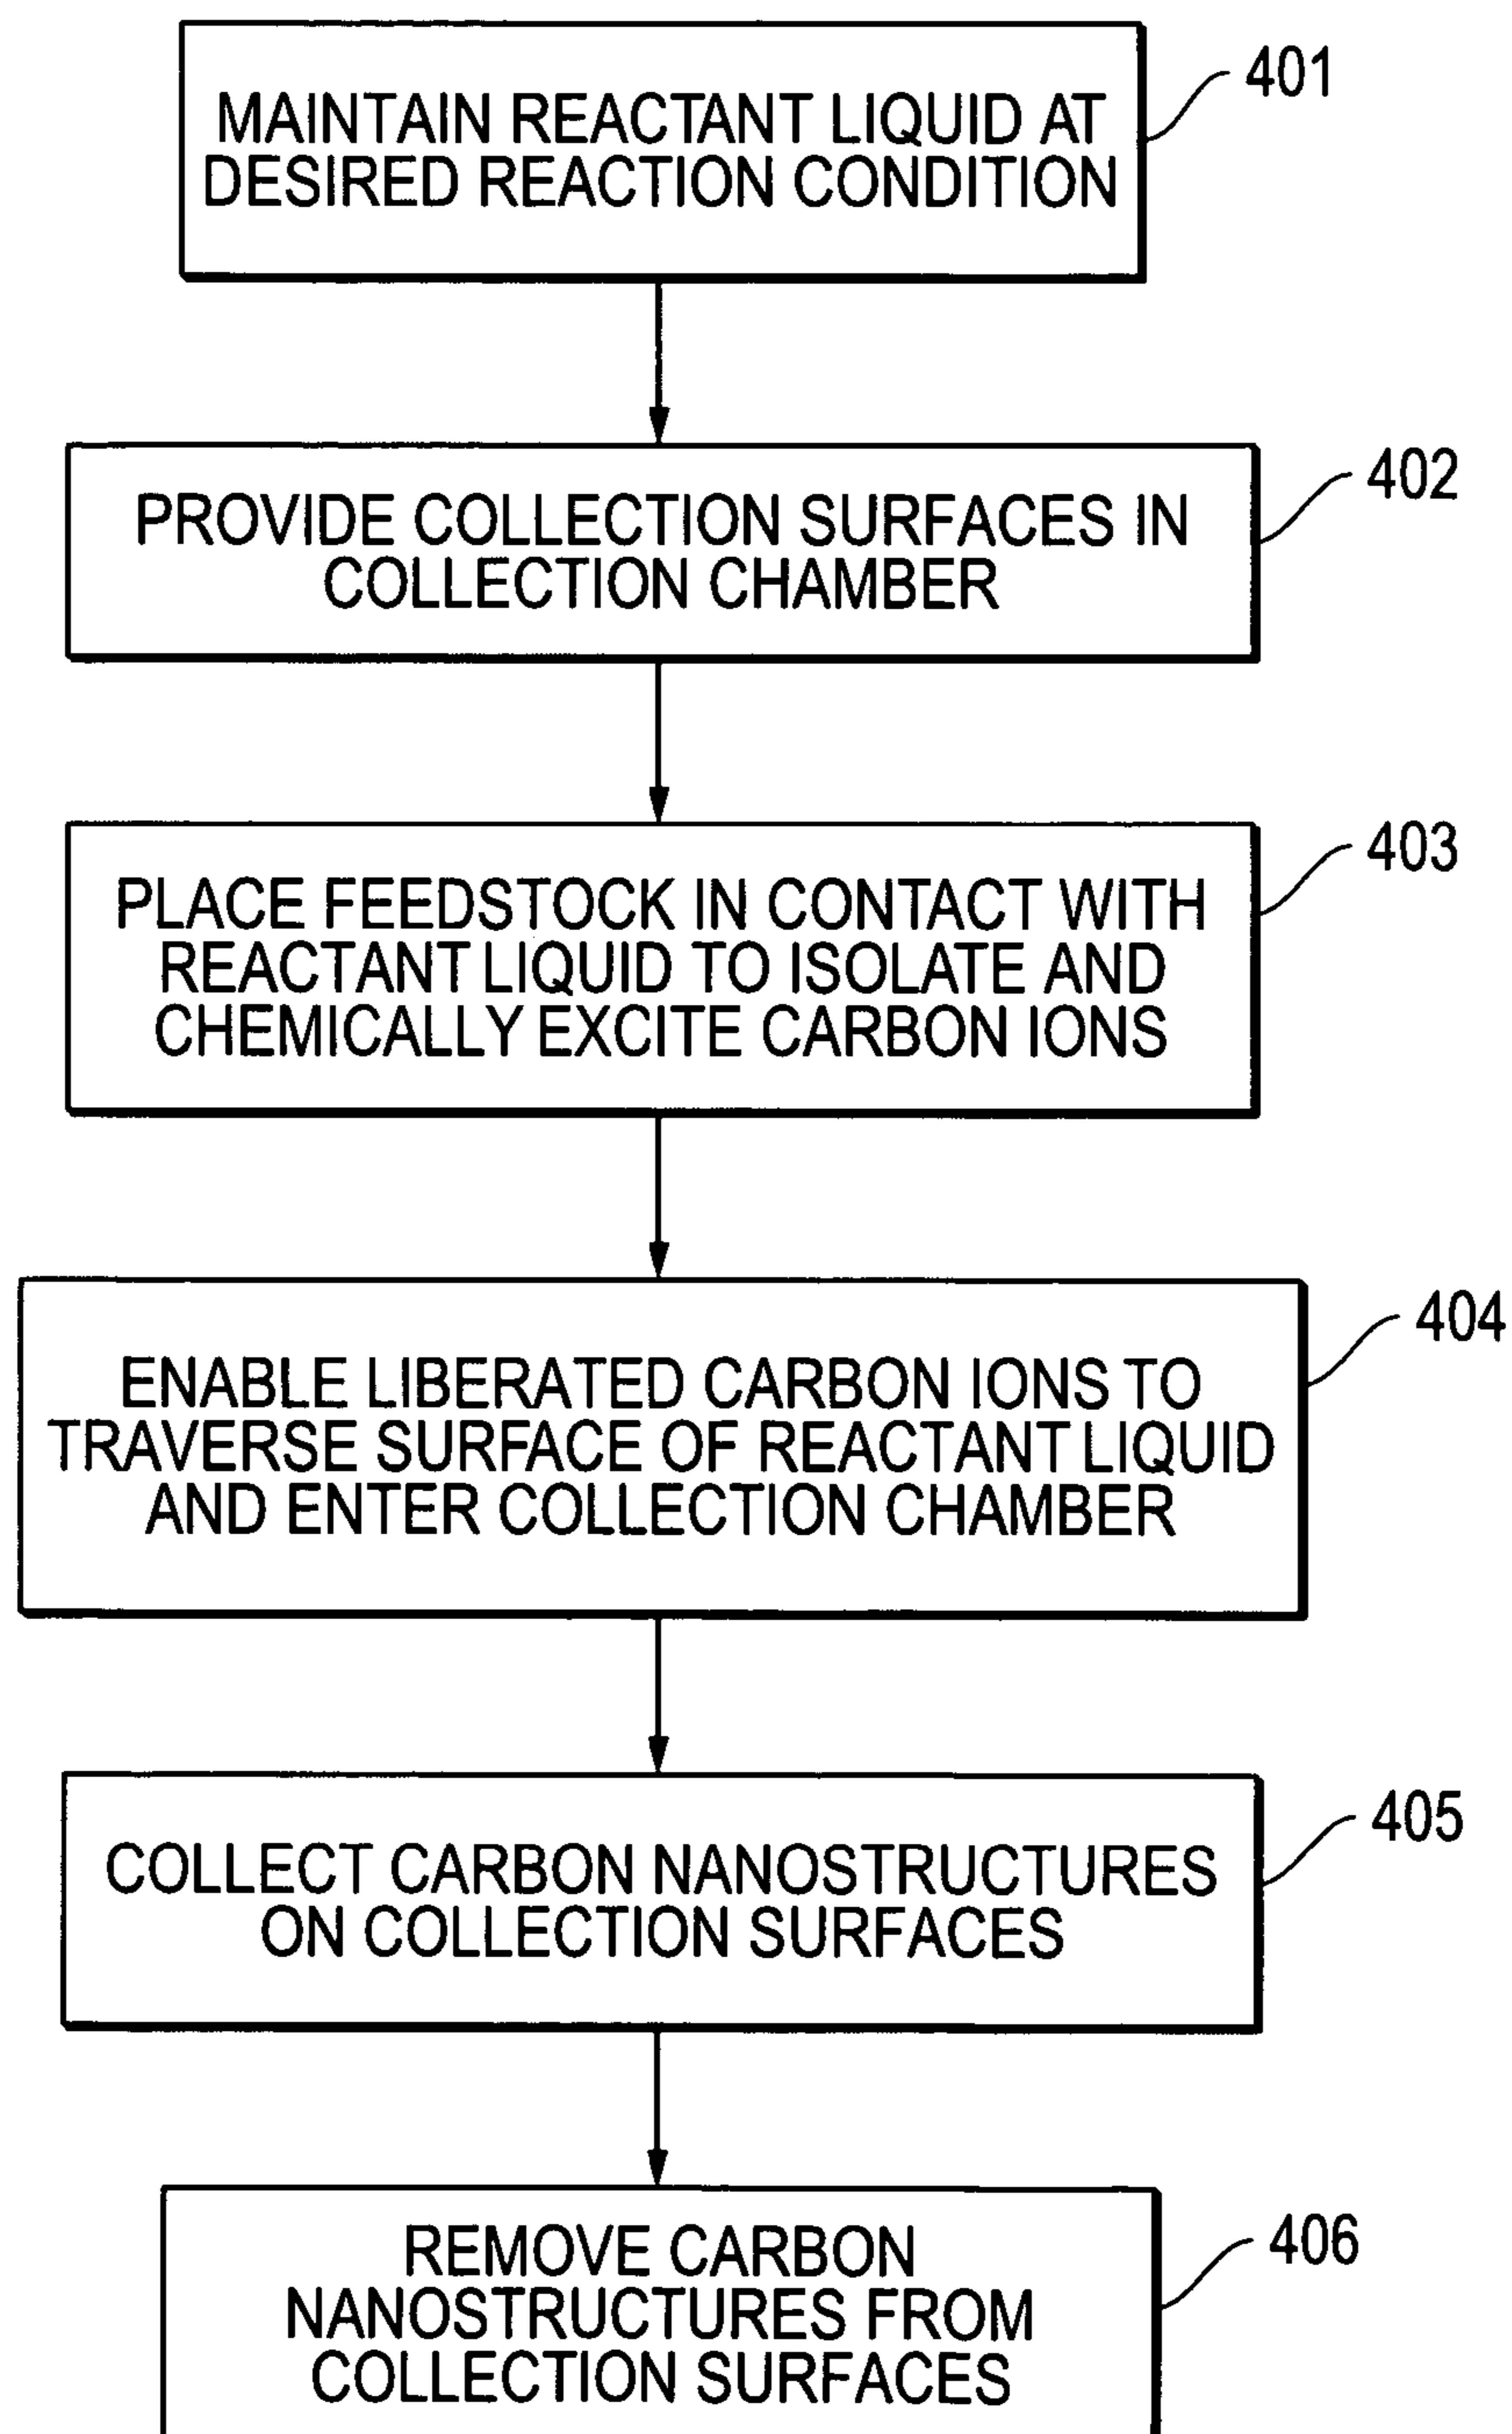 MAINTAIN REACTANT LIQUID AT
DESIRED REACTION CONDITION
401
PROVIDE COLLECTION SURFACES IN
COLLECTION CHAMBER
402
PLACE FEEDSTOCK IN CONTACT WITH
REACTANT LIQUID TO ISOLATE AND
CHEMICALLY EXCITE CARBON IONS
403
ENABLE LIBERATED CARBON IONS TO
TRAVERSE SURFACE OF REACTANT LIQUID
AND ENTER COLLECTION CHAMBER
404
COLLECT CARBON NANOSTRUCTURES
ON COLLECTION SURFACES
405
REMOVE CARBON
NANOSTRUCTURES FROM
COLLECTION SURFACES
406